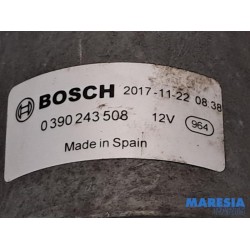 BOSCH 2017-11-22 08:38
0 390 243 508 12V 964
Made in Spain
MARESIA